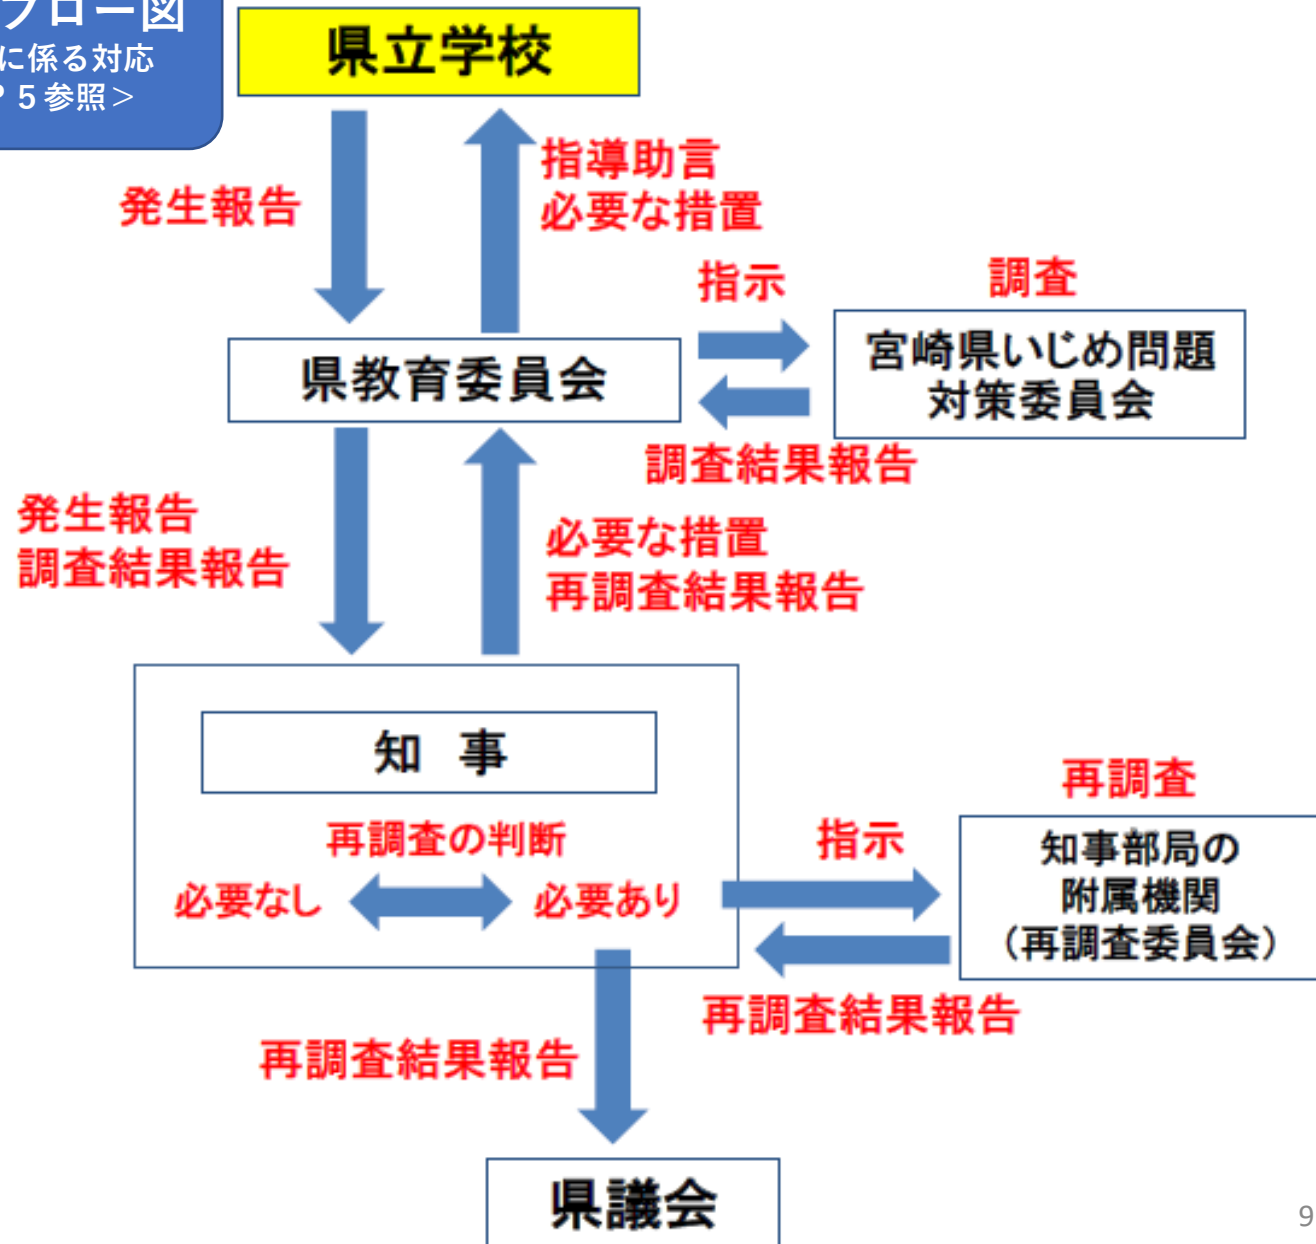 フロー図
に係る対応
P 5参照＞
県立学校
発生報告
指導助言
必要な措置
指示
調査
県教育委員会
宮崎県いじめ問題
対策委員会
調査結果報告
発生報告
調査結果報告
必要な措置
再調査結果報告
知 事
再調査の判断
必要なし
必要あり
指示
再調査
知事部局の
附属機関
（再調査委員会）
再調査結果報告
再調査結果報告
県議会
9